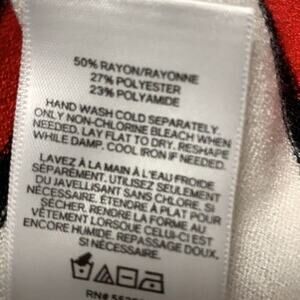 50% RAYON/RAYONNE
27% POLYESTER
23% POLYAMIDE
HAND WASH COLD SEPARATELY.
ONLY NON-CHLORINE BLEACH WHEN
NEEDED. LAY FLAT TO DRY. RESHAPE
WHILE DAMP. COOL IRON IF NEEDED.
LAVEZ À LA MAIN À L'EAU FROIDE
SÉPARÉMENT. UTILISEZ SEULEMENT
DU JAVELLISANT SANS CHLORE, SI
NÉCESSAIRE. ÉTENDRE À PLAT POUR
SÉCHER. RENDRE LA FORME AU
VÊTEMENT LORSQUE CELUI-CI EST
ENCORE HUMIDE. REPASSAGE DOUX,
SI NÉCESSAIRE.
RN#